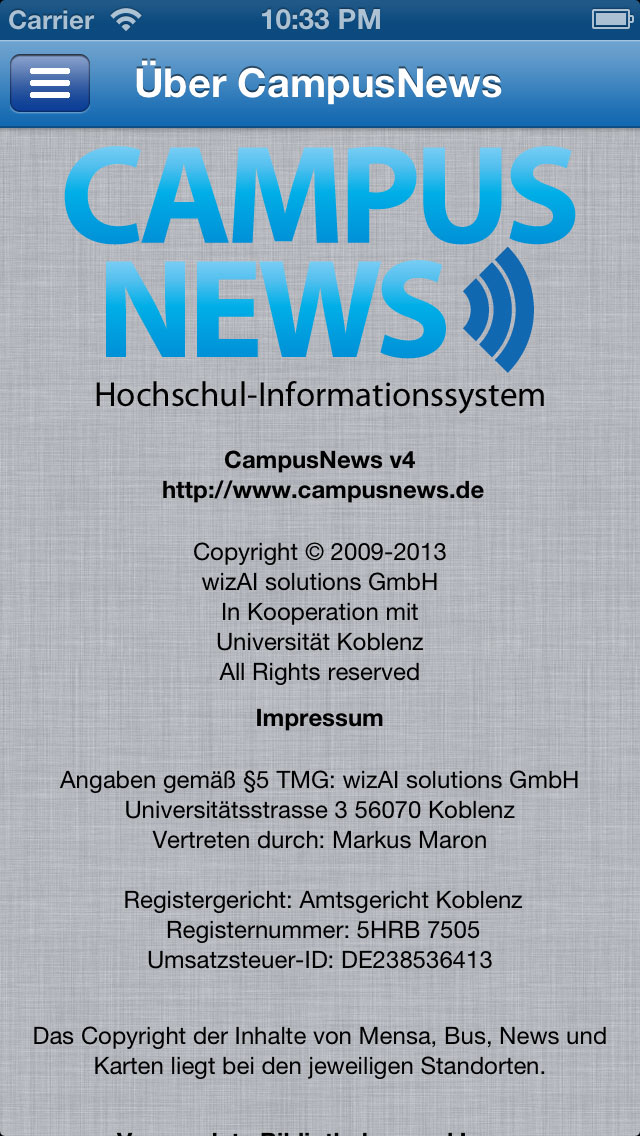 Carrier 10:33 PM
Über CampusNews
CAMPUS
NEWS
Hochschul-Informationssystem
CampusNews v4
http://www.campusnews.de
Copyright © 2009-2013
wizAI solutions GmbH
In Kooperation mit
Universität Koblenz
All Rights reserved
Impressum
Angaben gemäß §5 TMG: wizAI solutions GmbH
Universitätsstrasse 3 56070 Koblenz
Vertreten durch: Markus Maron
Registergericht: Amtsgericht Koblenz
Registernummer: 5HRB 7505
Umsatzsteuer-ID: DE238536413
Das Copyright der Inhalte von Mensa, Bus, News und
Karten liegt bei den jeweiligen Standorten.